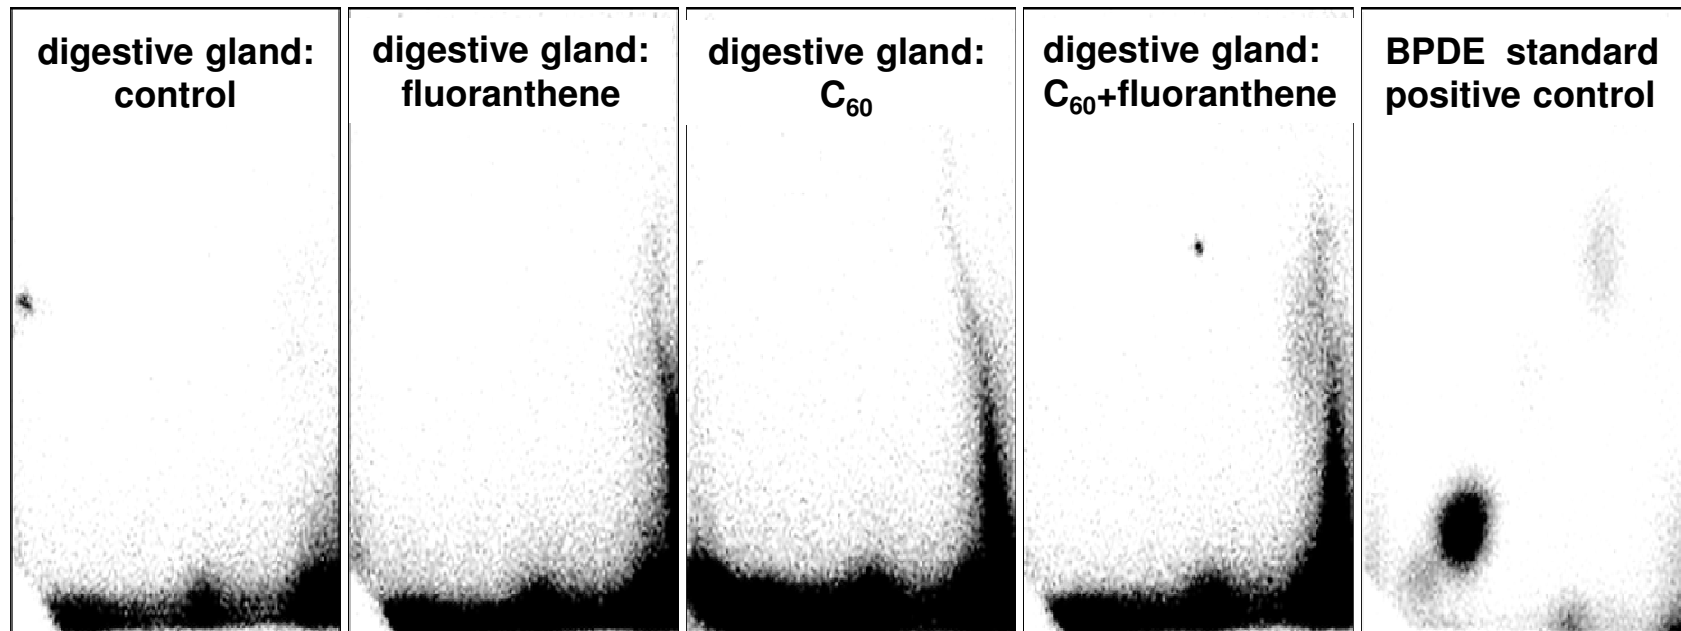 digestive gland:
control
digestive gland:
fluoranthene
digestive gland:
C₆₀
digestive gland:
C₆₀+fluoranthene
BPDE standard
positive control